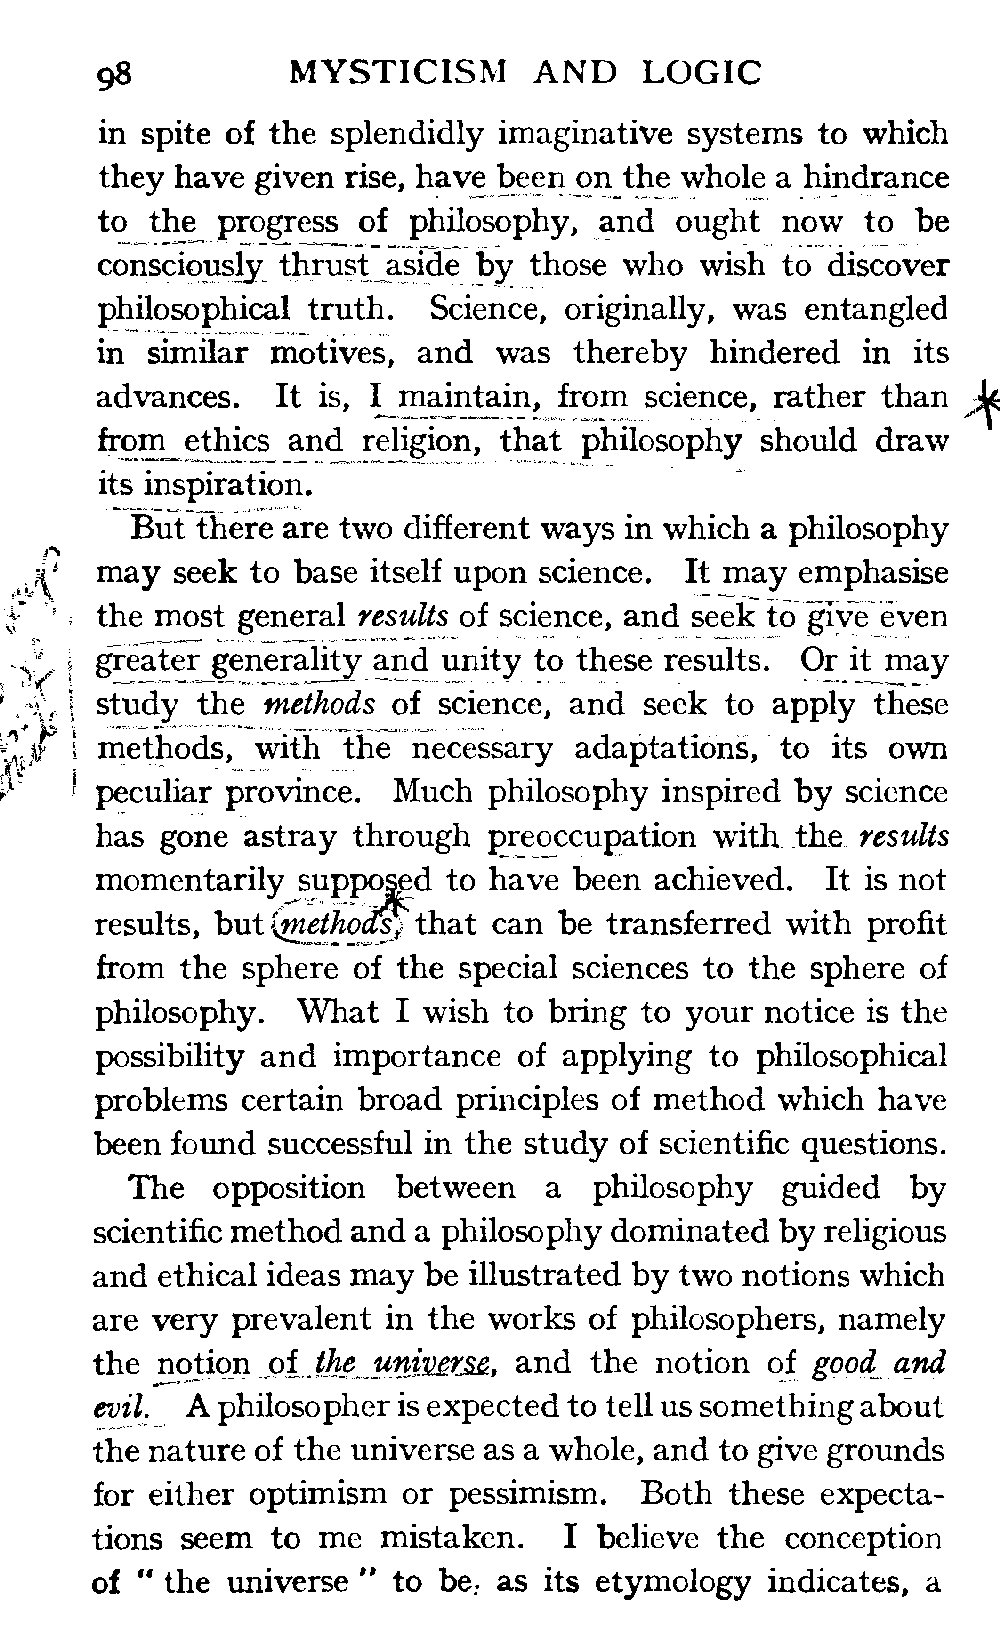 98 MYSTICISM AND LOGIC
in spite of the splendidly imaginative systems to which
they have given rise, have been on the whole a hindrance
to the progress of philosophy, and ought now to be
consciously thrust aside by those who wish to discover
philosophical truth. Science, originally, was entangled
in similar motives, and was thereby hindered in its
advances. It is, I maintain, from science, rather than
from ethics and religion, that philosophy should draw
its inspiration.
But there are two different ways in which a philosophy
may seek to base itself upon science. It may emphasise
the most general results of science, and seek to give even
greater generality and unity to these results. Or it may
study the methods of science, and seek to apply these
methods, with the necessary adaptations, to its own
peculiar province. Much philosophy inspired by science
has gone astray through preoccupation with the results
momentarily supposed to have been achieved. It is not
results, but methods, that can be transferred with profit
from the sphere of the special sciences to the sphere of
philosophy. What I wish to bring to your notice is the
possibility and importance of applying to philosophical
problems certain broad principles of method which have
been found successful in the study of scientific questions.
The opposition between a philosophy guided by
scientific method and a philosophy dominated by religious
and ethical ideas may be illustrated by two notions which
are very prevalent in the works of philosophers, namely
the notion of the universe, and the notion of good and
evil. A philosopher is expected to tell us something about
the nature of the universe as a whole, and to give grounds
for either optimism or pessimism. Both these expecta-
tions seem to me mistaken. I believe the conception
of " the universe " to be, as its etymology indicates, a